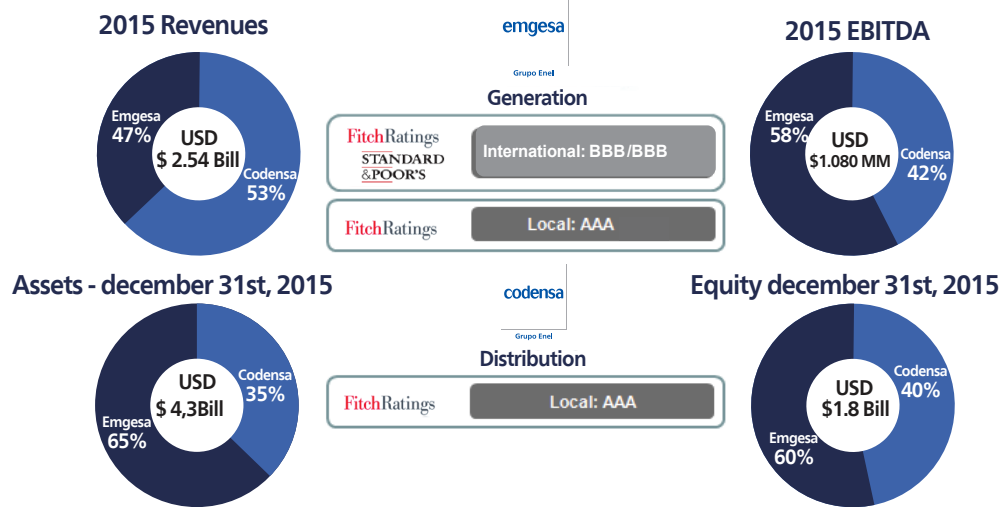 2015 Revenues
Emgesa
47%
USD
$ 2.54 Bill
Codensa
53%
emgesa
Grupo Enel
Generation
FitchRatings
STANDARD
&POOR'S
International: BBB/BBB
FitchRatings
Local: AAA
2015 EBITDA
Emgesa
58%
USD
$1.080 MM
Codensa
42%
Assets - december 31st, 2015
Codensa
35%
USD
$ 4,3Bill
Emgesa
65%
codensa
Grupo Enel
Distribution
FitchRatings
Local: AAA
Equity december 31st, 2015
Codensa
40%
USD
$1.8 Bill
Emgesa
60%